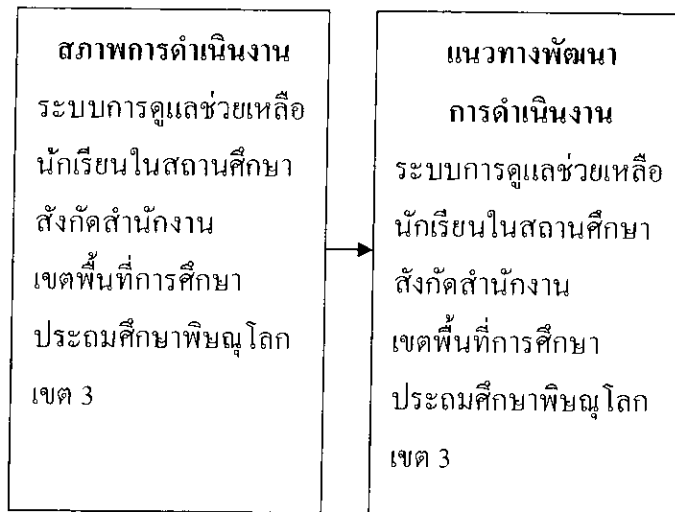 สภาพการดำเนินงาน
ระบบการดูแลช่วยเหลือ
นักเรียนในสถานศึกษา
สังกัดสำนักงาน
เขตพื้นที่การศึกษา
ประถมศึกษาพิษณุโลก
เขต 3
แนวทางพัฒนา
การดำเนินงาน
ระบบการดูแลช่วยเหลือ
นักเรียนในสถานศึกษา
สังกัดสำนักงาน
เขตพื้นที่การศึกษา
ประถมศึกษาพิษณุโลก
เขต 3